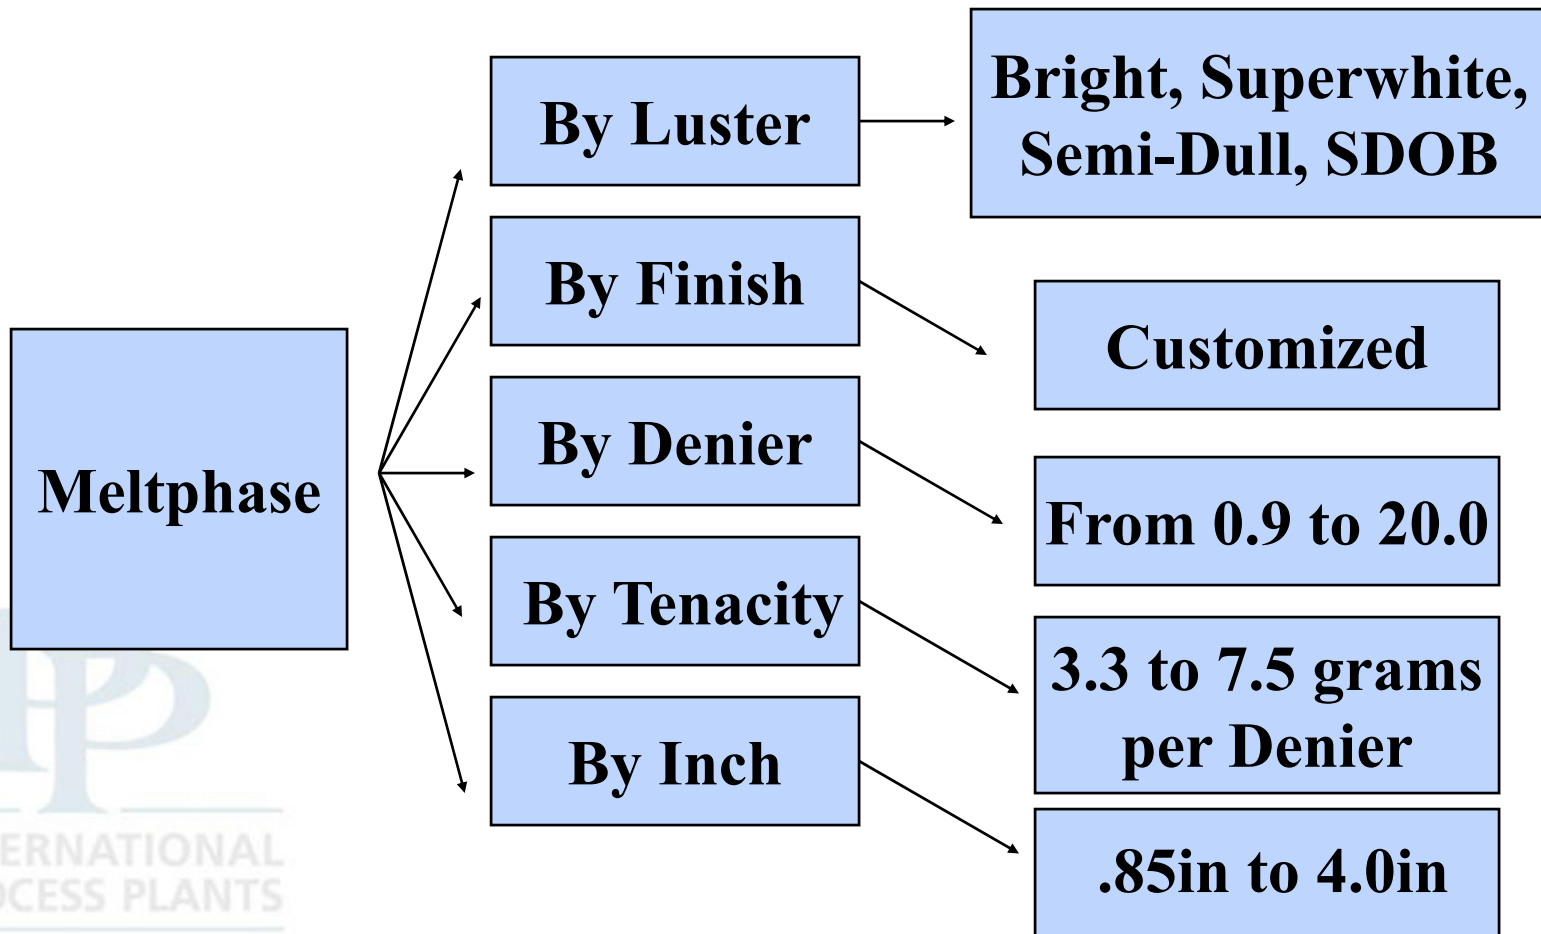 Meltphase
By Luster
Bright, Superwhite,
Semi-Dull, SDOB
By Finish
Customized
By Denier
From 0.9 to 20.0
By Tenacity
3.3 to 7.5 grams
per Denier
By Inch
.85in to 4.0in
PP
ERNATIONAL
OCESS PLANTS